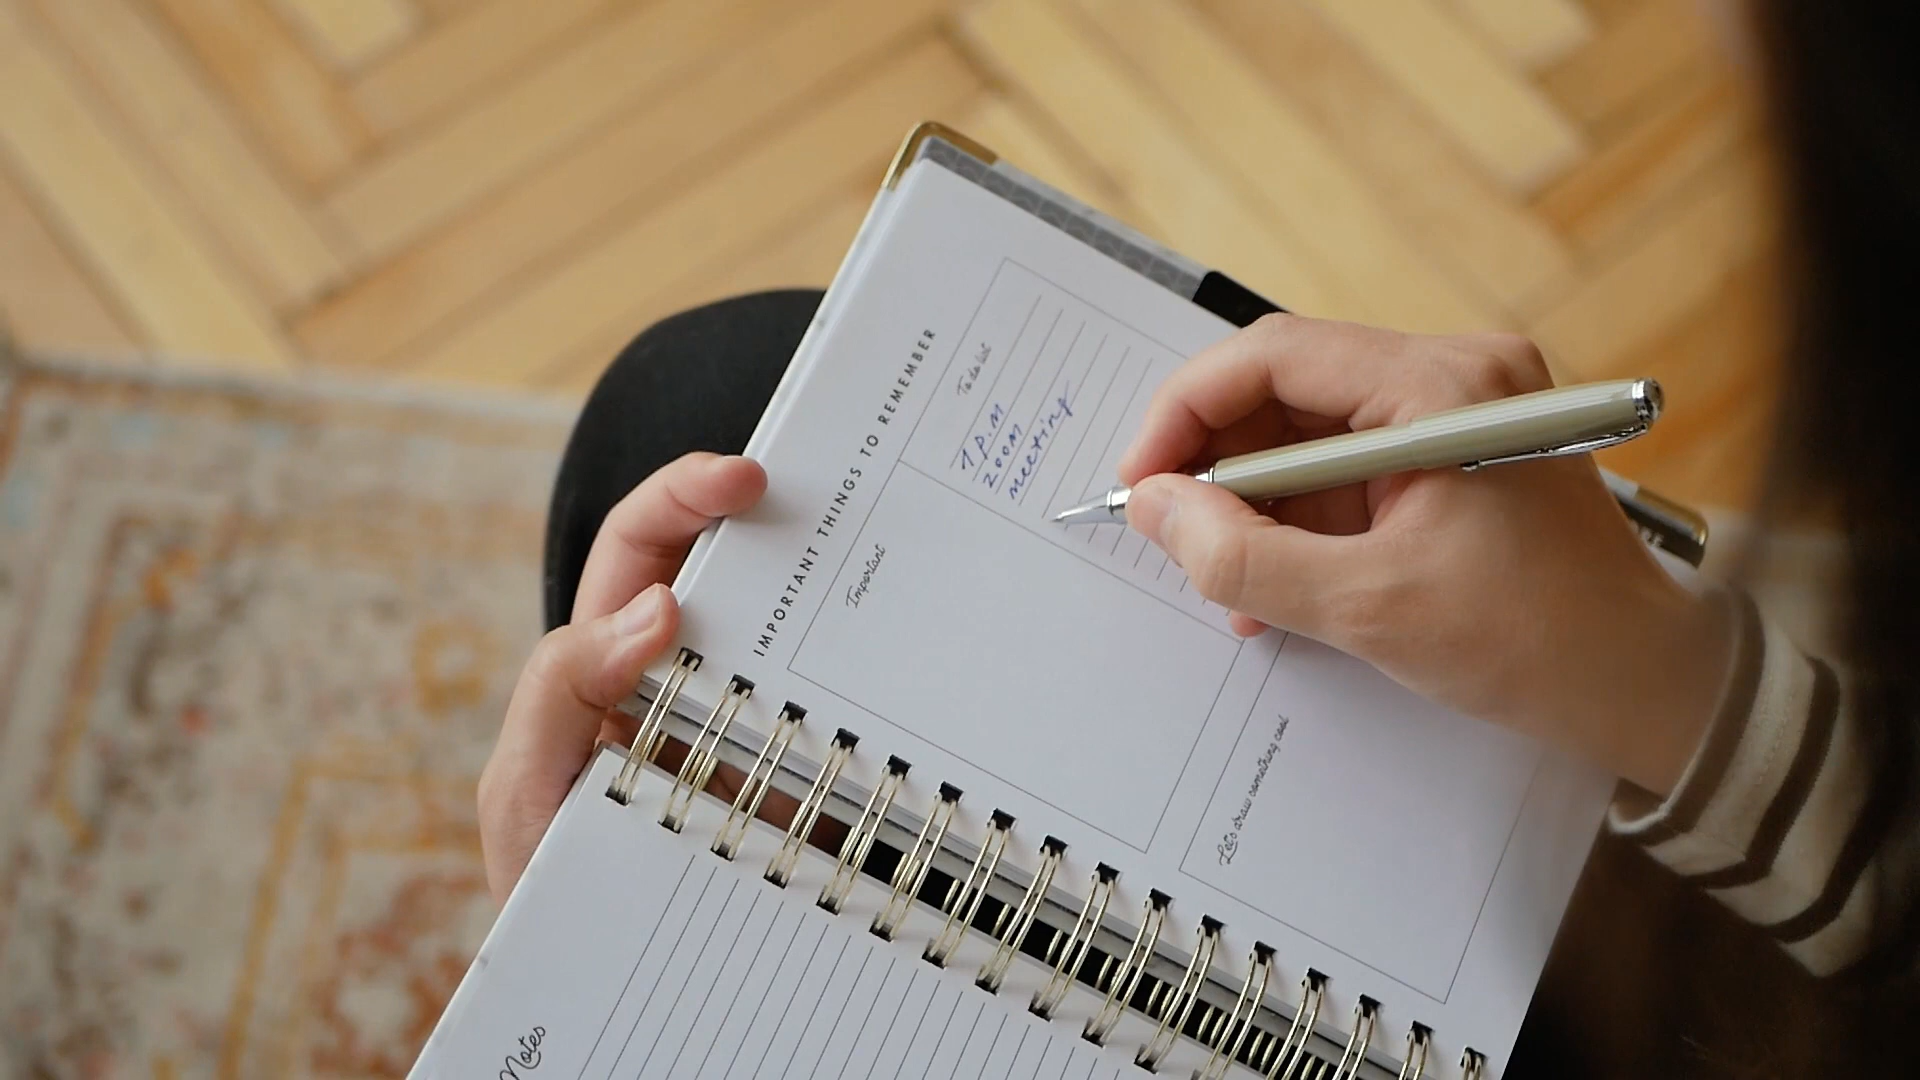 IMPORTANT THINGS TO REMEMBER
To do list
1 P.M
zoom
meeting
Important
Let's draw something cool
Notes